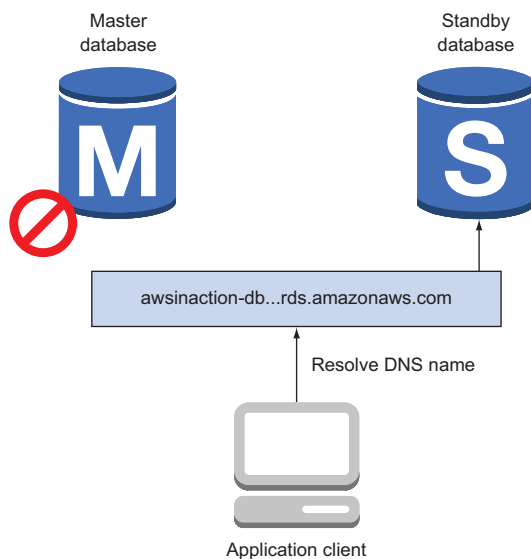 Master
database
Standby
database
M
S
awsinaction-db...rds.amazonaws.com
Resolve DNS name
Application client